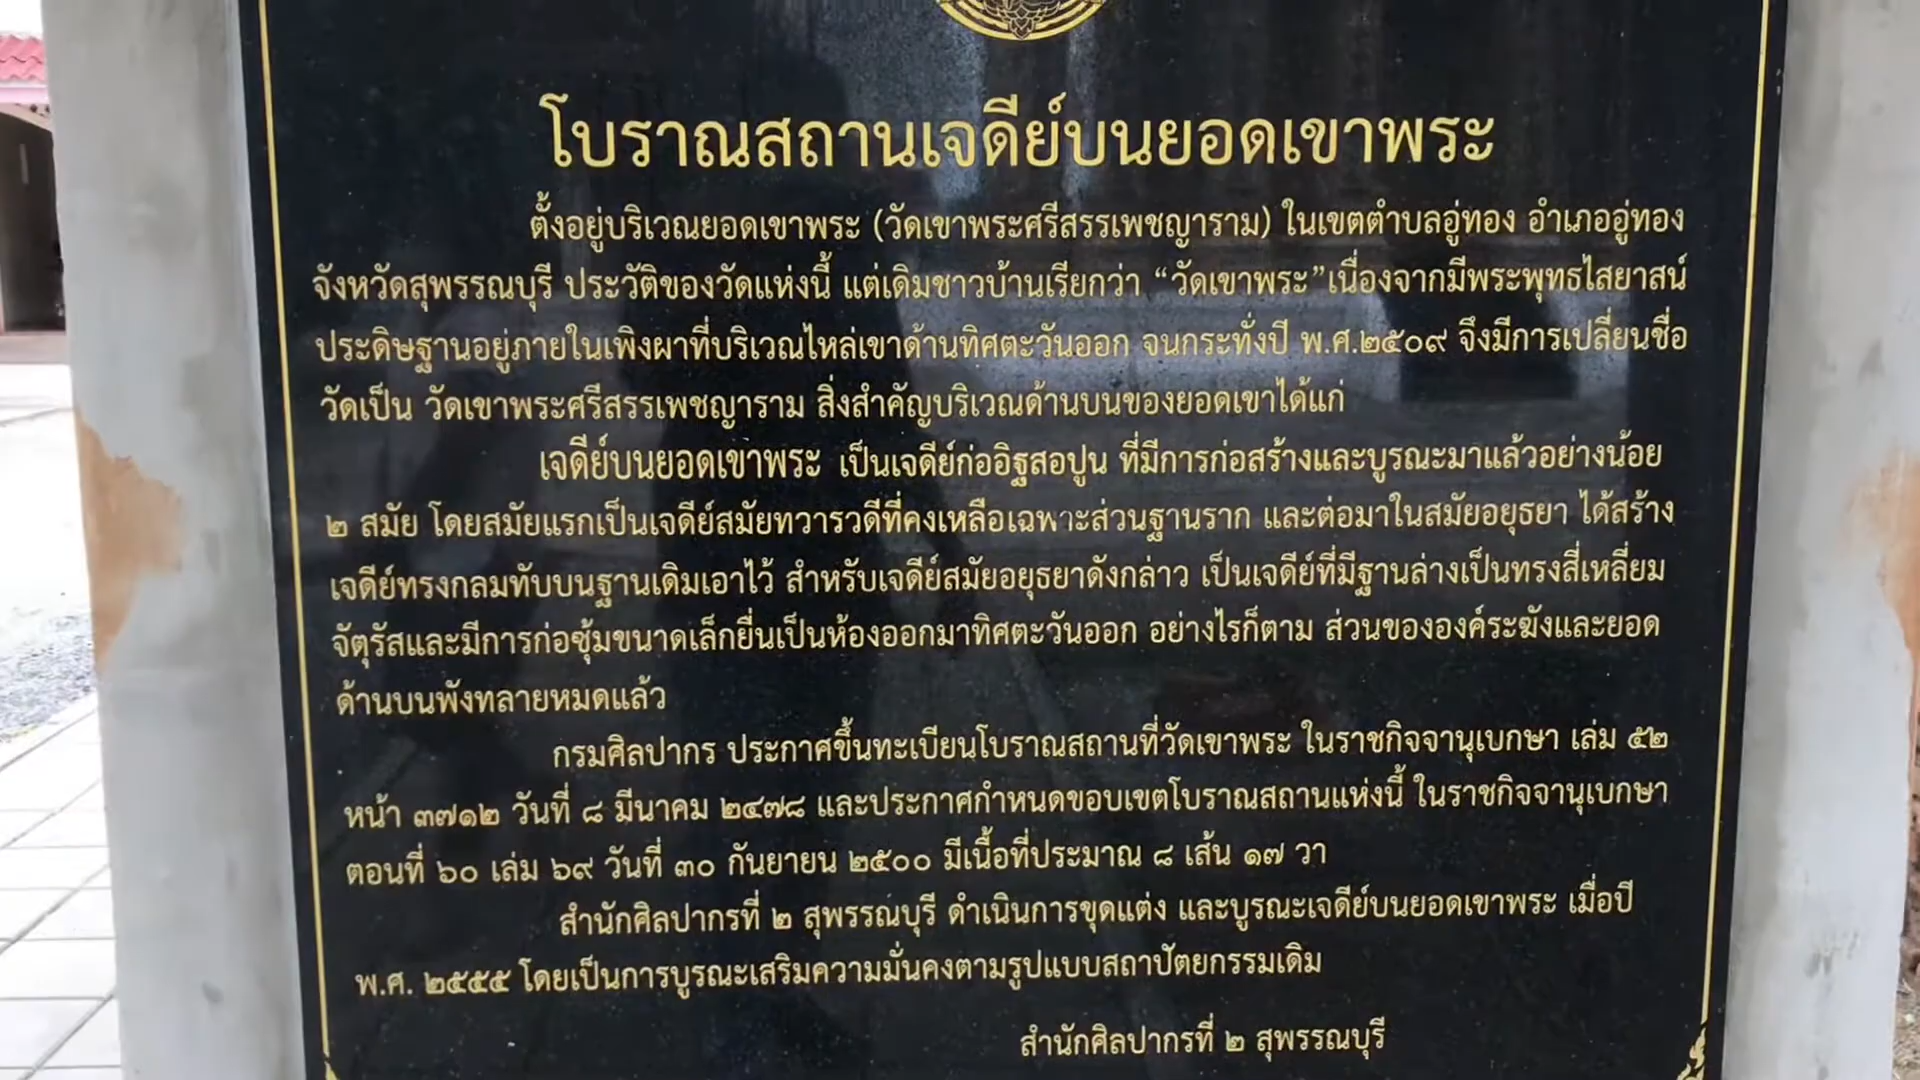 โบราณสถานเจดีย์บนยอดเขาพระ
ตั้งอยู่บริเวณยอดเขาพระ (วัดเขาพระศรีสรรเพชญาราม) ในเขตตำบลอู่ทอง อำเภออู่ทอง
จังหวัดสุพรรณบุรี ประวัติของวัดแห่งนี้ แต่เดิมชาวบ้านเรียกว่า “วัดเขาพระ”เนื่องจากมีพระพุทธไสยาสน์
ประดิษฐานอยู่ภายในเพิงผาที่บริเวณไหล่เขาด้านทิศตะวันออก จนกระทั่งปี พ.ศ.๒๕๐๙ จึงมีการเปลี่ยนชื่อ
วัดเป็น วัดเขาพระศรีสรรเพชญาราม สิ่งสำคัญบริเวณด้านบนของยอดเขาได้แก่
เจดีย์บนยอดเขาพระ เป็นเจดีย์ก่ออิฐสอปูน ที่มีการก่อสร้างและบูรณะมาแล้วอย่างน้อย
๒ สมัย โดยสมัยแรกเป็นเจดีย์สมัยทวารวดีที่คงเหลือเฉพาะส่วนฐานราก และต่อมาในสมัยอยุธยา ได้สร้าง
เจดีย์ทรงกลมทับบนฐานเดิมเอาไว้ สำหรับเจดีย์สมัยอยุธยาดังกล่าว เป็นเจดีย์ที่มีฐานล่างเป็นทรงสี่เหลี่ยม
จัตุรัสและมีการก่อซุ้มขนาดเล็กยื่นเป็นห้องออกมาทิศตะวันออก อย่างไรก็ตาม ส่วนขององค์ระฆังและยอด
ด้านบนพังทลายหมดแล้ว
กรมศิลปากร ประกาศขึ้นทะเบียนโบราณสถานที่วัดเขาพระ ในราชกิจจานุเบกษา เล่ม ๕๒
หน้า ๓๗๑๒ วันที่ ๘ มีนาคม ๒๔๗๘ และประกาศกำหนดขอบเขตโบราณสถานแห่งนี้ ในราชกิจจานุเบกษา
ตอนที่ ๖๐ เล่ม ๖๙ วันที่ ๓๐ กันยายน ๒๕๐๐ มีเนื้อที่ประมาณ ๘ เส้น ๑๗ วา
สำนักศิลปากรที่ ๒ สุพรรณบุรี ดำเนินการขุดแต่ง และบูรณะเจดีย์บนยอดเขาพระ เมื่อปี
พ.ศ. ๒๕๕๕ โดยเป็นการบูรณะเสริมความมั่นคงตามรูปแบบสถาปัตยกรรมเดิม
สำนักศิลปากรที่ ๒ สุพรรณบุรี